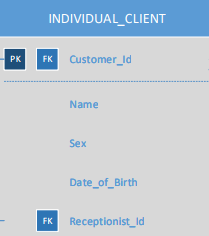 INDIVIDUAL_CLIENT
PK FK Customer_Id
Name
Sex
Date_of_Birth
FK Receptionist_Id